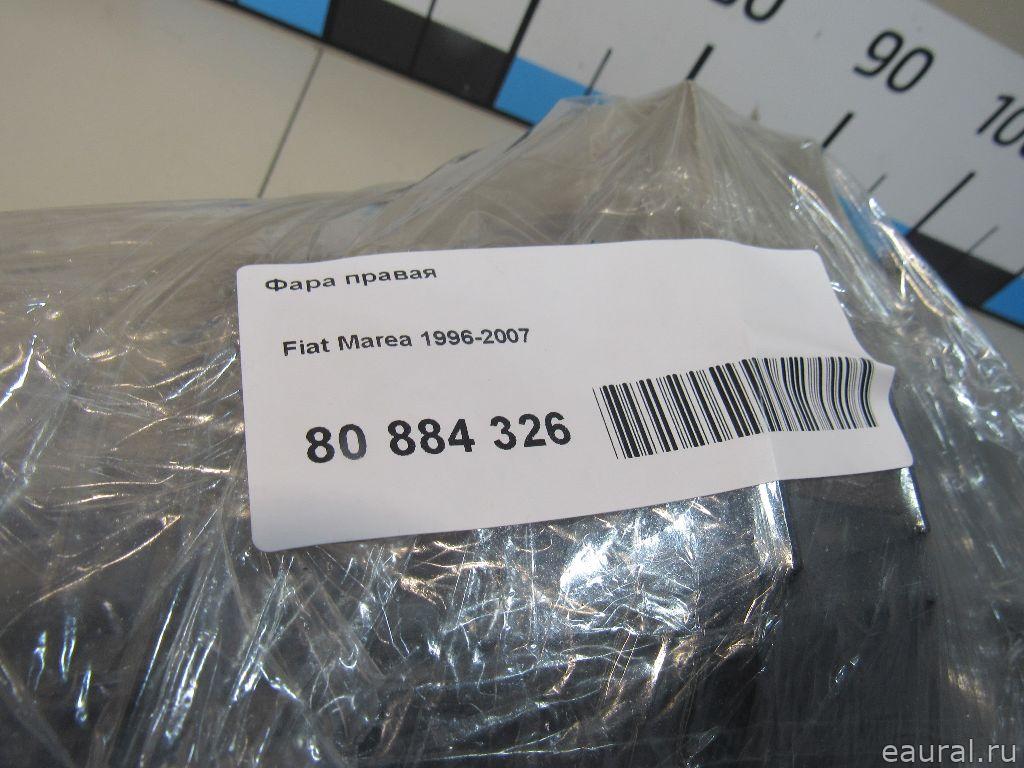 90
Фара правая
Fiat Marea 1996-2007
80 884 326
eaural.ru